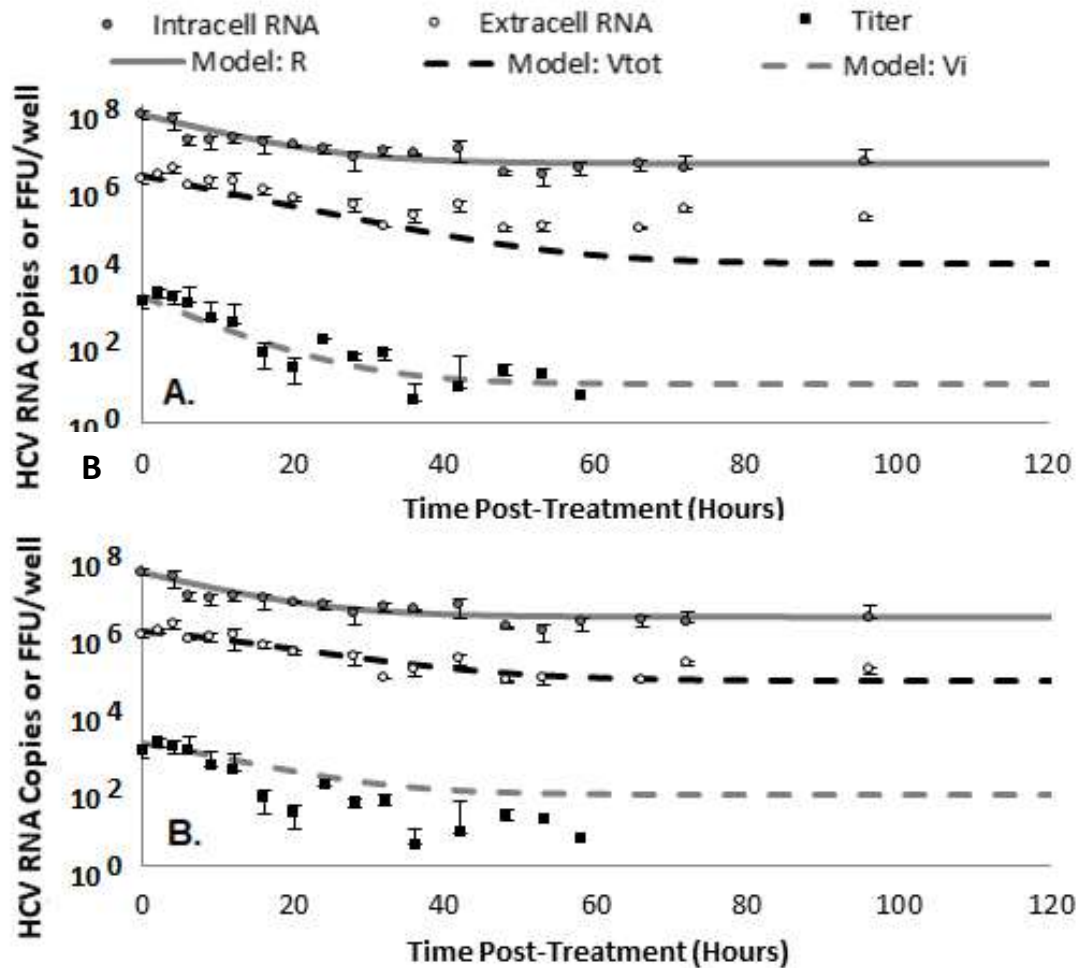 Intracell RNA Extracell RNA Titer
Model: R Model: Vtot Model: Vi
HCV RNA Copies or FFU/well
10 8
10 6
10 4
10 2
10 0
A.
B
0 20 40 60 80 100 120
Time Post-Treatment (Hours)
HCV RNA Copies or FFU/well
10 8
10 6
10 4
10 2
10 0
B.
0 20 40 60 80 100 120
Time Post-Treatment (Hours)